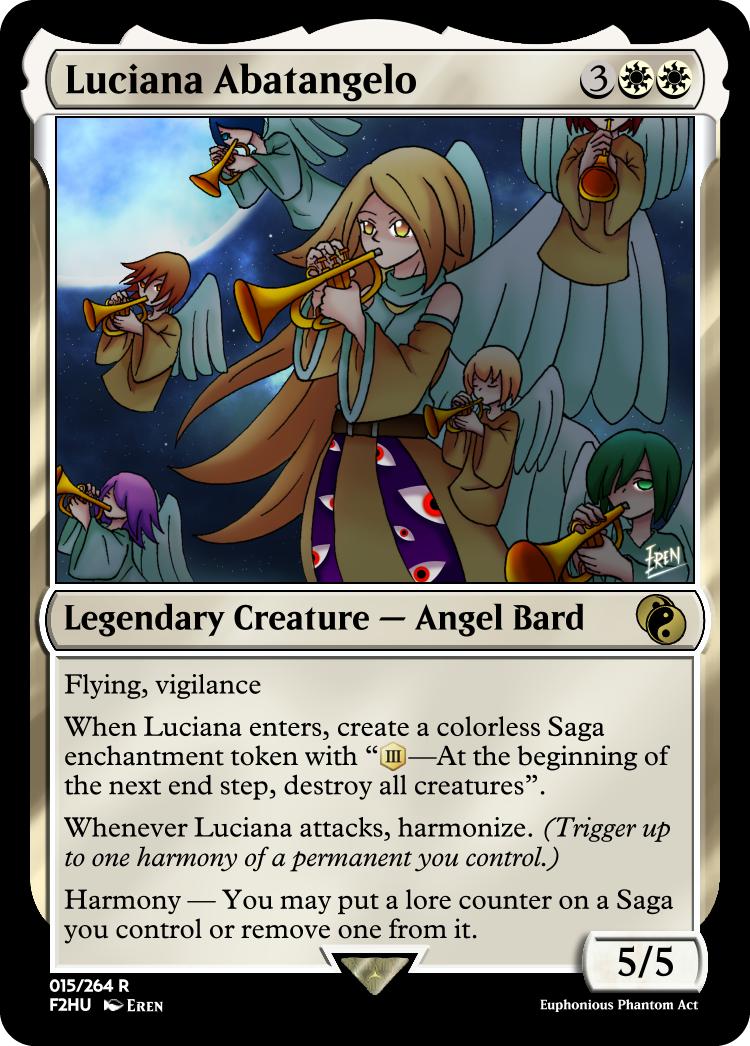 Luciana Abatangelo 3
EREN
Legendary Creature — Angel Bard
Flying, vigilance
When Luciana enters, create a colorless Saga
enchantment token with “III—At the beginning of
the next end step, destroy all creatures”.
Whenever Luciana attacks, harmonize. (Trigger up
to one harmony of a permanent you control.)
Harmony — You may put a lore counter on a Saga
you control or remove one from it.
5/5
015/264 R
F2HU EREN
Euphonious Phantom Act